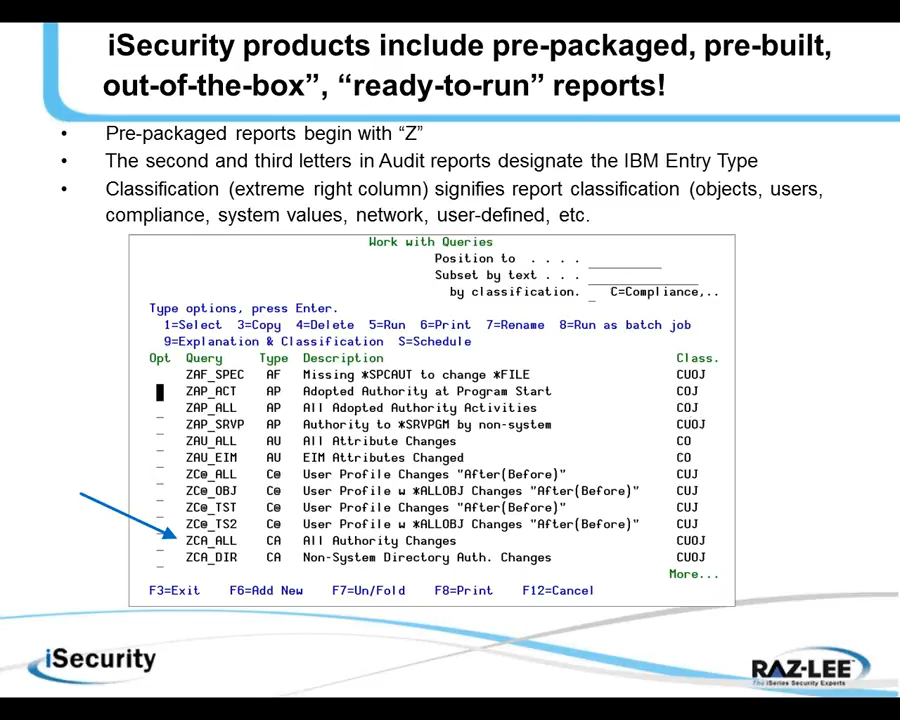 iSecurity products include pre-packaged, pre-built,
out-of-the-box”, “ready-to-run” reports!
• Pre-packaged reports begin with “Z”
• The second and third letters in Audit reports designate the IBM Entry Type
• Classification (extreme right column) signifies report classification (objects, users,
compliance, system values, network, user-defined, etc.
Work with Queries
Position to . . . .
Subset by text . . .
by classification. _ C=Compliance,..
Type options, press Enter.
1=Select 3=Copy 4=Delete 5=Run 6=Print 7=Rename 8=Run as batch job
9=Explanation & Classification S=Schedule
Opt Query Type Description Class.
ZAF_SPEC AF Missing *SPCAUT to change *FILE CUOJ
ZAP_ACT AP Adopted Authority at Program Start COJ
ZAP_ALL AP All Adopted Authority Activities COJ
ZAP_SRVP AP Authority to *SRVPGM by non-system CUOJ
ZAU_ALL AU All Attribute Changes CO
ZAU_EIM AU EIM Attributes Changed CO
ZC@_ALL C@ User Profile Changes "After(Before)" CUJ
ZC@_OBJ C@ User Profile w *ALLOBJ Changes "After(Before)" CUJ
ZC@_TST C@ User Profile Changes "After(Before)" CUJ
ZC@_TS2 C@ User Profile w *ALLOBJ Changes "After(Before)" CUJ
ZCA_ALL CA All Authority Changes CUOJ
ZCA_DIR CA Non-System Directory Auth. Changes CUOJ
More...
F3=Exit F6=Add New F7=Un/Fold F8=Print F12=Cancel
iSecurity
RAZ-LEE
The iSeries Security Experts